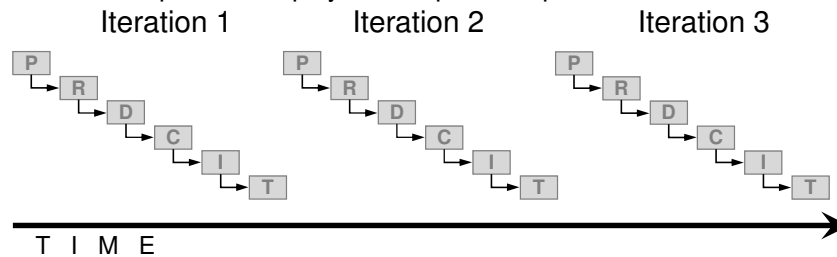 Iteration 1 Iteration 2 Iteration 3
P P P
R R R
D D D
C C C
I I I
T T T
T I M E